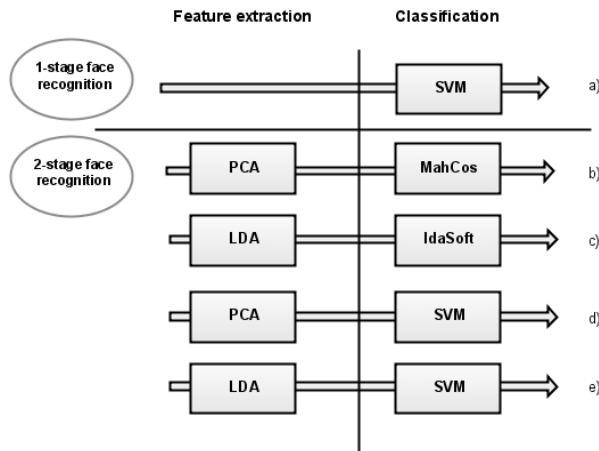 Feature extraction Classification
1-stage face
recognition
SVM
a)
2-stage face
recognition
PCA MahCos b)
LDA ldaSoft c)
PCA SVM d)
LDA SVM e)